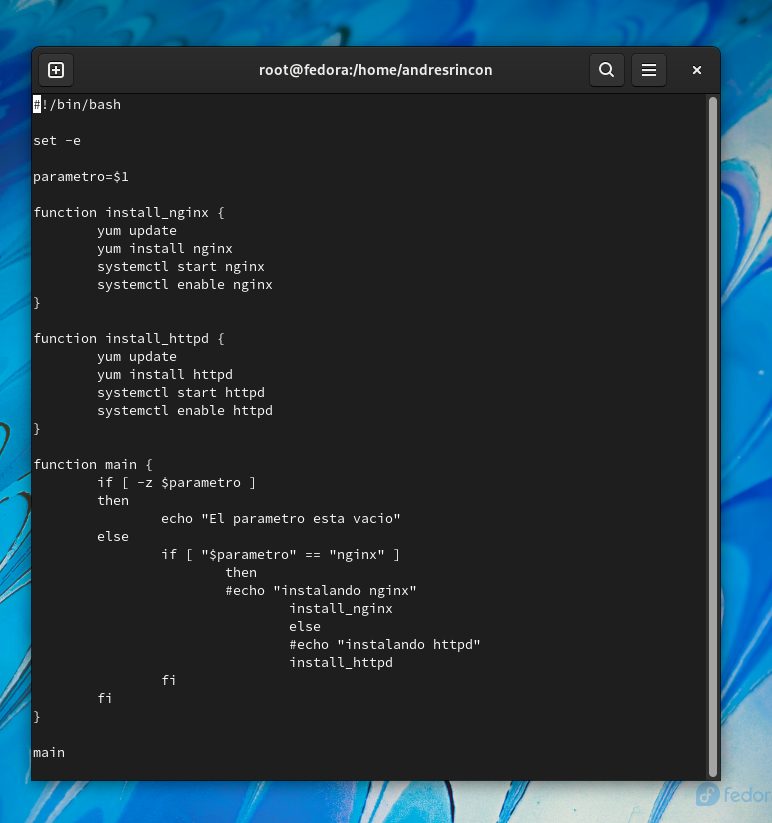 root@fedora:/home/andresrincon
#!/bin/bash
set -e
parametro=$1
function install_nginx {
yum update
yum install nginx
systemctl start nginx
systemctl enable nginx
}
function install_httpd {
yum update
yum install httpd
systemctl start httpd
systemctl enable httpd
}
function main {
if [ -z $parametro ]
then
echo "El parametro esta vacio"
else
if [ "$parametro" == "nginx" ]
then
#echo "instalando nginx"
install_nginx
else
#echo "instalando httpd"
install_httpd
fi
fi
}
main
fedor